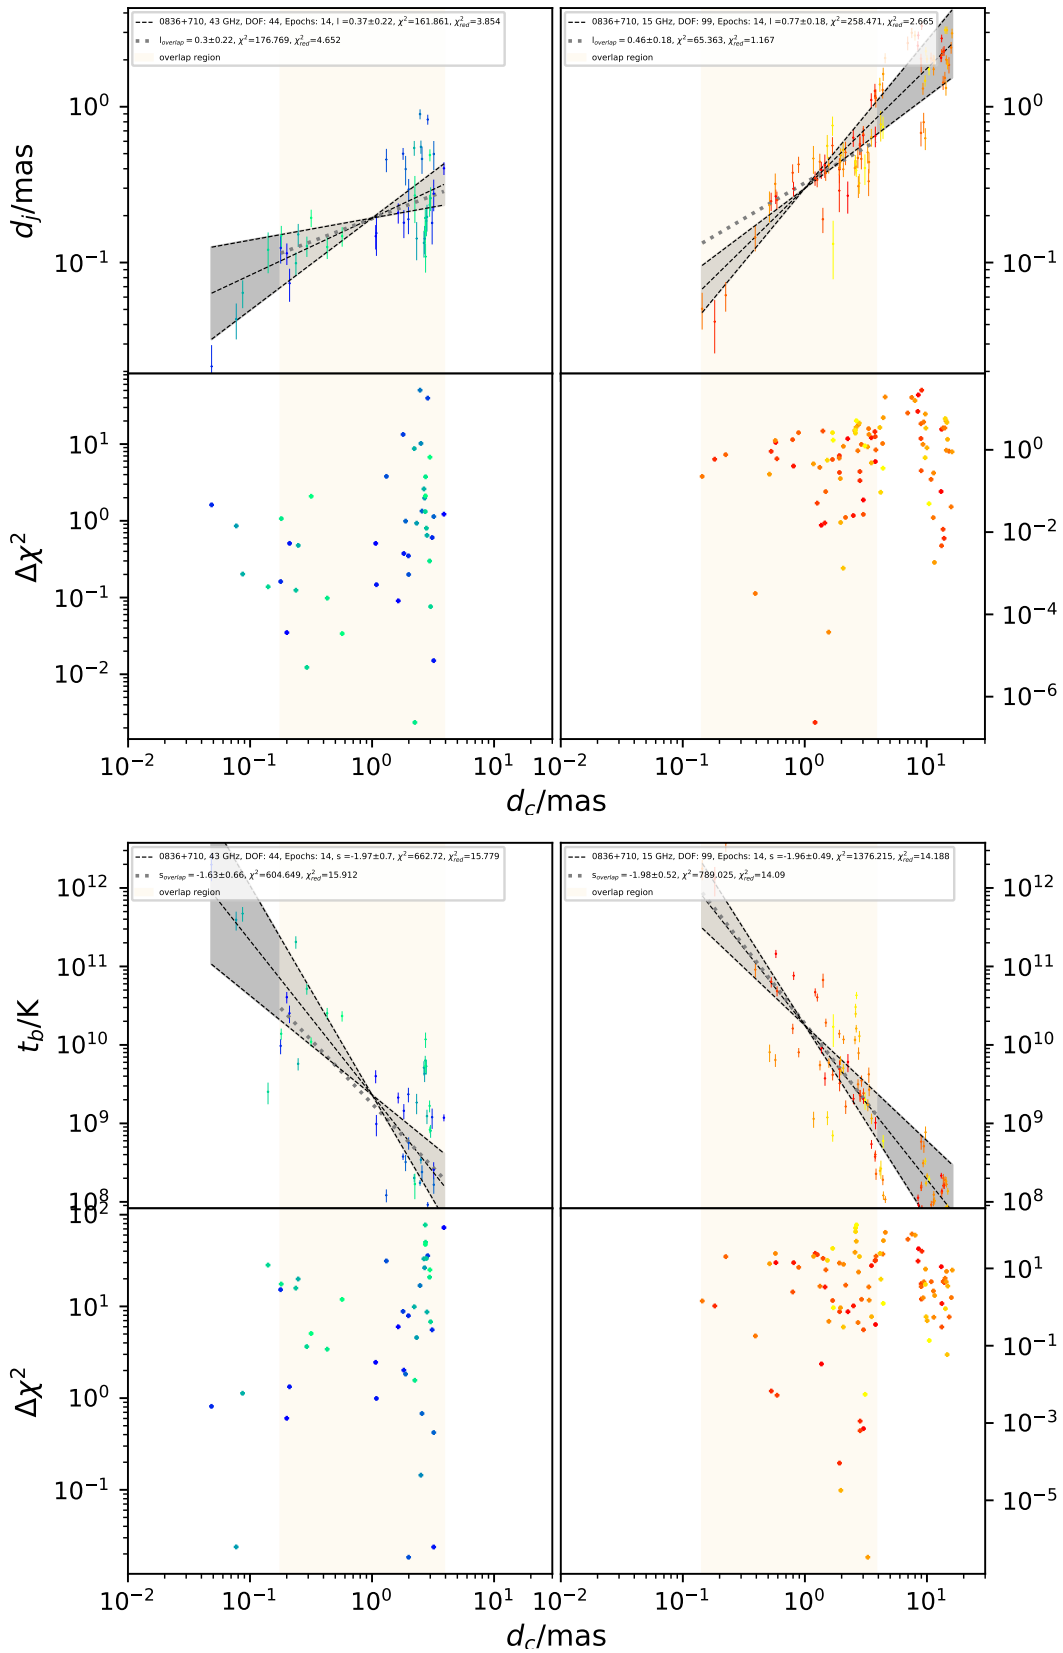 0836+710, 43 GHz, DOF: 44, Epochs: 14, l =0.37±0.22, χ²=161.861, χ²red=3.854
loverlap = 0.3±0.22, χ²=176.769, χ²red=4.652
overlap region
0836+710, 15 GHz, DOF: 99, Epochs: 14, l =0.77±0.18, χ²=258.471, χ²red=2.665
loverlap = 0.46±0.18, χ²=65.363, χ²red=1.167
overlap region
10⁰
10⁻¹
dj/mas
10⁰
10⁻¹
10¹
10⁰
10⁻¹
10⁻²
Δχ²
10⁰
10⁻²
10⁻⁴
10⁻⁶
10⁻² 10⁻¹ 10⁰ 10¹ 10⁻² 10⁻¹ 10⁰ 10¹
dc/mas dc/mas
0836+710, 43 GHz, DOF: 44, Epochs: 14, s =-1.97±0.7, χ²=662.72, χ²red=15.779
soverlap = -1.63±0.66, χ²=604.649, χ²red=15.912
overlap region
0836+710, 15 GHz, DOF: 99, Epochs: 14, s =-1.96±0.49, χ²=1376.215, χ²red=14.188
soverlap = -1.98±0.52, χ²=789.025, χ²red=14.09
overlap region
10¹²
10¹¹
10¹⁰
10⁹
10⁸
tb/K
10¹²
10¹¹
10¹⁰
10⁹
10⁸
10²
10¹
10⁰
10⁻¹
Δχ²
10¹
10⁻¹
10⁻³
10⁻⁵
10⁻² 10⁻¹ 10⁰ 10¹ 10⁻² 10⁻¹ 10⁰ 10¹
dc/mas dc/mas